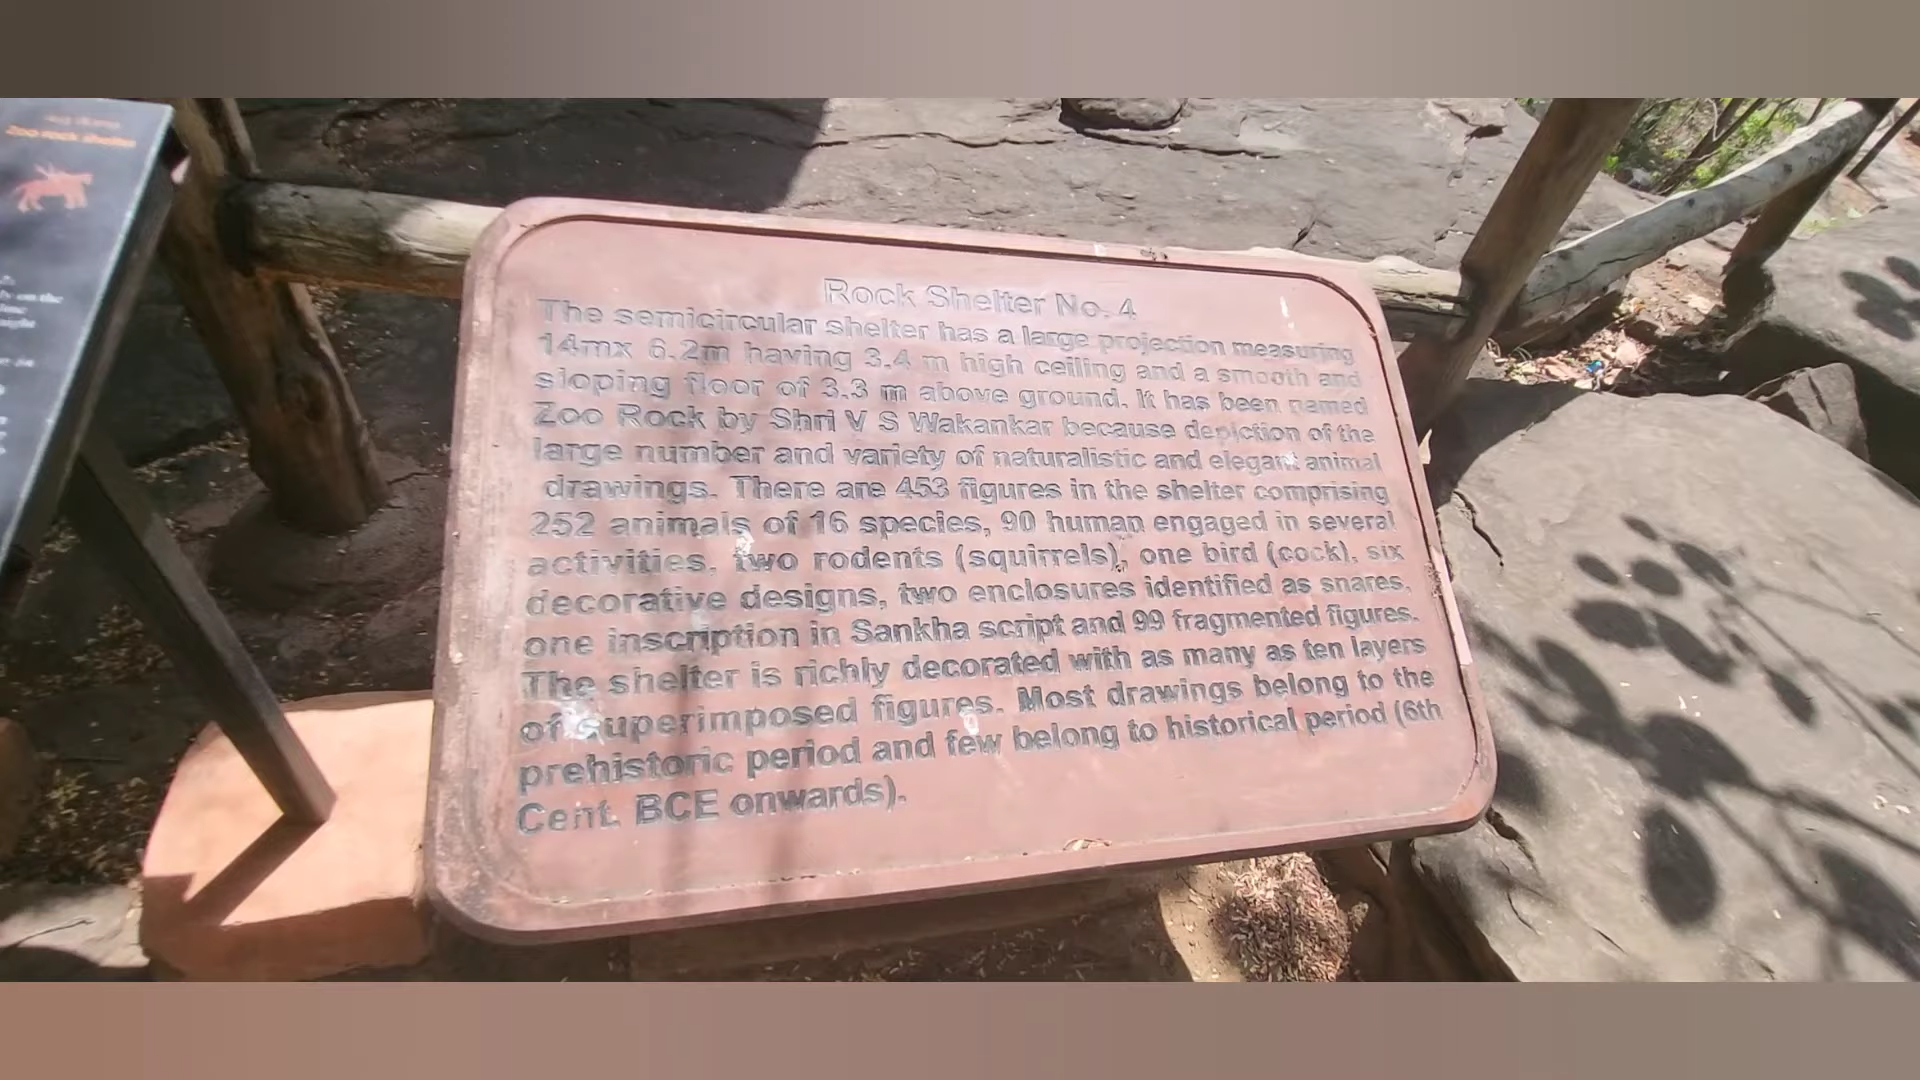 Zoo rock shelter
Rock Shelter No. 4
The semicircular shelter has a large projection measuring
14mx 6.2m having 3.4 m high ceiling and a smooth and
sloping floor of 3.3 m above ground. It has been named
Zoo Rock by Shri V S Wakankar because depiction of the
large number and variety of naturalistic and elegant animal
drawings. There are 453 figures in the shelter comprising
252 animals of 16 species, 90 human engaged in several
activities, two rodents (squirrels), one bird (cock), six
decorative designs, two enclosures identified as snares,
one inscription in Sankha script and 99 fragmented figures.
The shelter is richly decorated with as many as ten layers
of superimposed figures. Most drawings belong to the
prehistoric period and few belong to historical period (6th
Cent. BCE onwards).